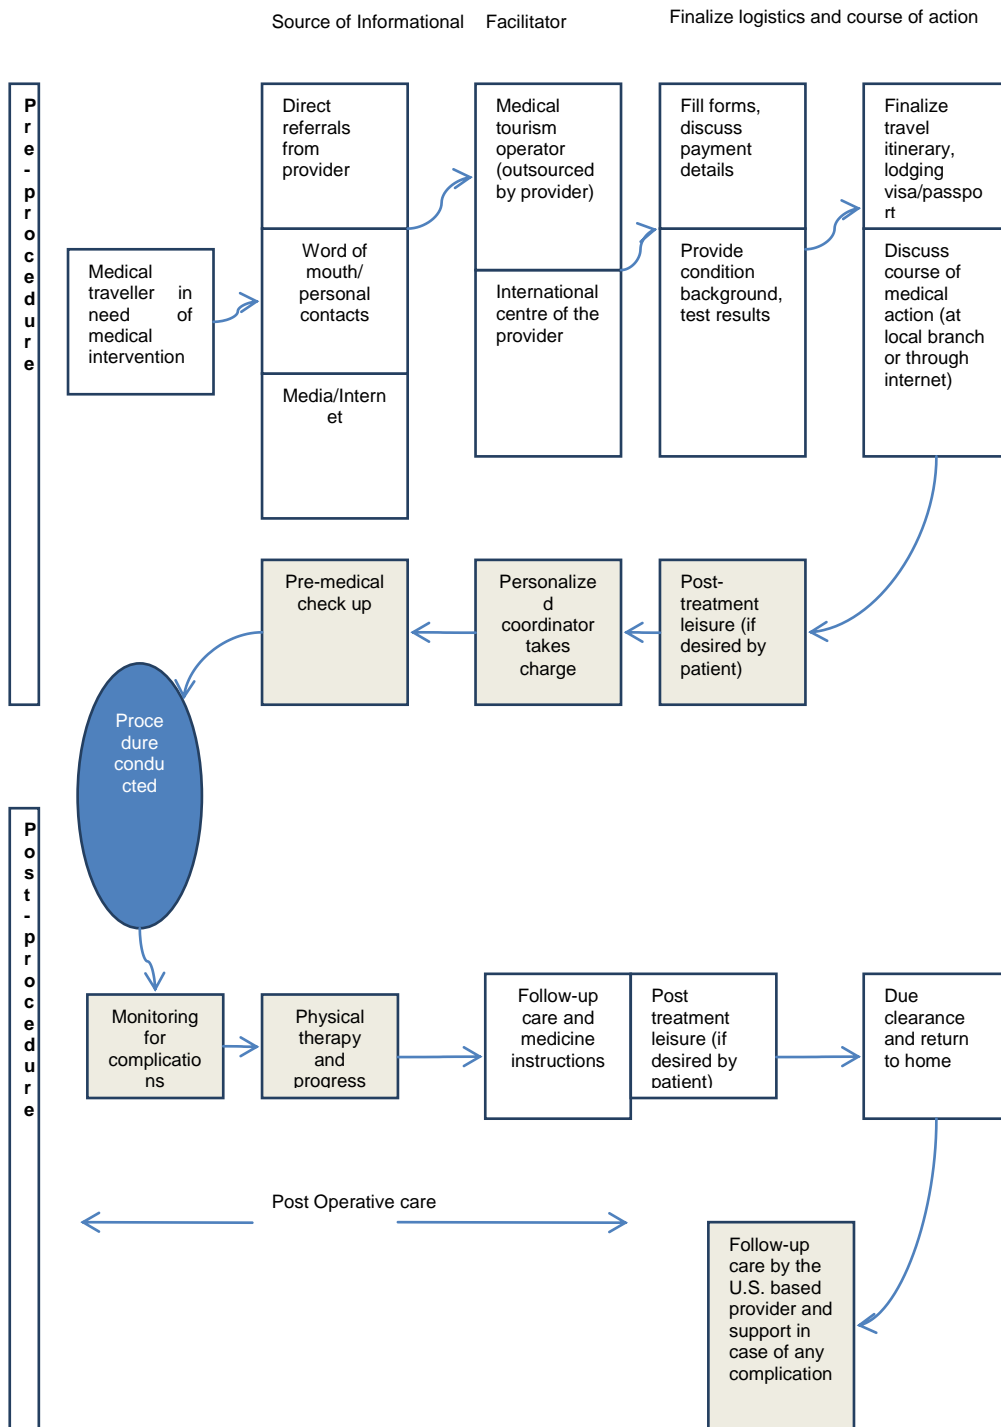 Source of Informational
Facilitator
Finalize logistics and course of action
Pre-procedure
Medical
traveller in
need of
medical
intervention
Direct
referrals
from
provider
Word of
mouth/
personal
contacts
Media/Intern
et
Medical
tourism
operator
(outsourced
by provider)
International
centre of the
provider
Fill forms,
discuss
payment
details
Provide
condition
background,
test results
Finalize
travel
itinerary,
lodging
visa/passpo
rt
Discuss
course of
medical
action (at
local branch
or through
internet)
Post-
treatment
leisure (if
desired by
patient)
Personalize
d
coordinator
takes
charge
Pre-medical
check up
Proce
dure
condu
cted
Post-procedure
Monitoring
for
complicatio
ns
Physical
therapy and
progress
Follow-up
care and
medicine
instructions
Post
treatment
leisure (if
desired by
patient)
Due
clearance
and return
to home
Post Operative care
Follow-up
care by the
U.S. based
provider and
support in
case of any
complication